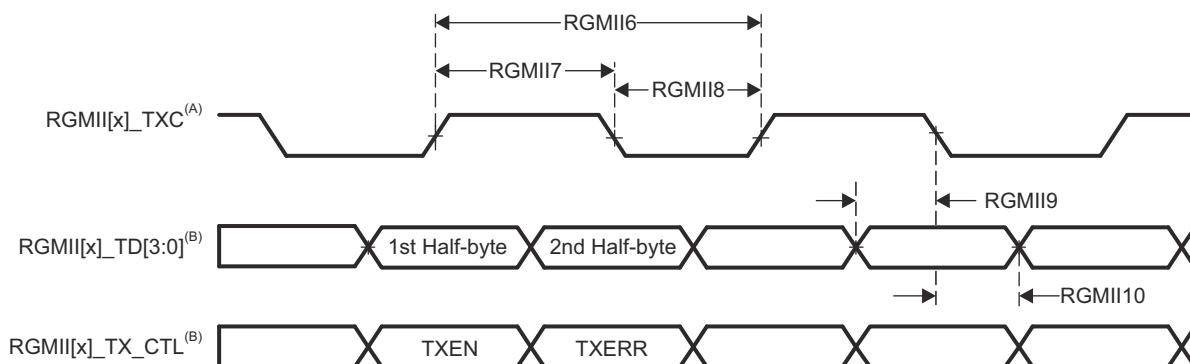 RGMII6
RGMII7
RGMII8
RGMII[x]_TXC(A)
RGMII9
RGMII[x]_TD[3:0](B)
1st Half-byte
2nd Half-byte
RGMII10
RGMII[x]_TX_CTL(B)
TXEN
TXERR